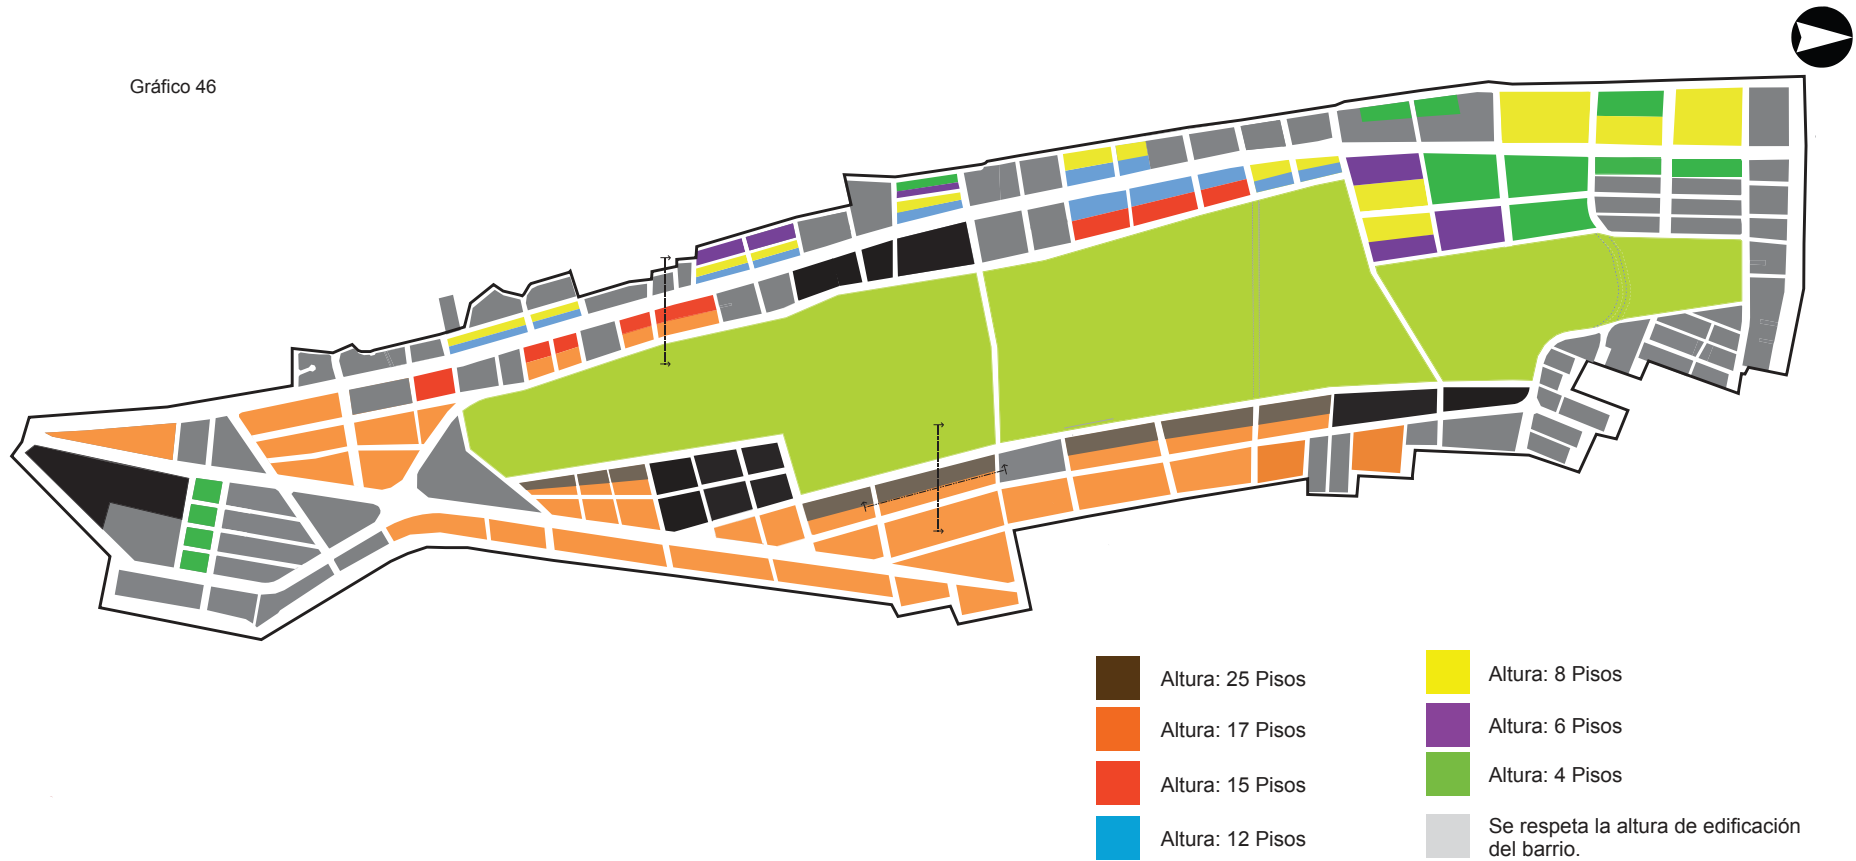 Gráfico 46
Altura: 25 Pisos
Altura: 17 Pisos
Altura: 15 Pisos
Altura: 12 Pisos
Altura: 8 Pisos
Altura: 6 Pisos
Altura: 4 Pisos
Se respeta la altura de edificación
del barrio.